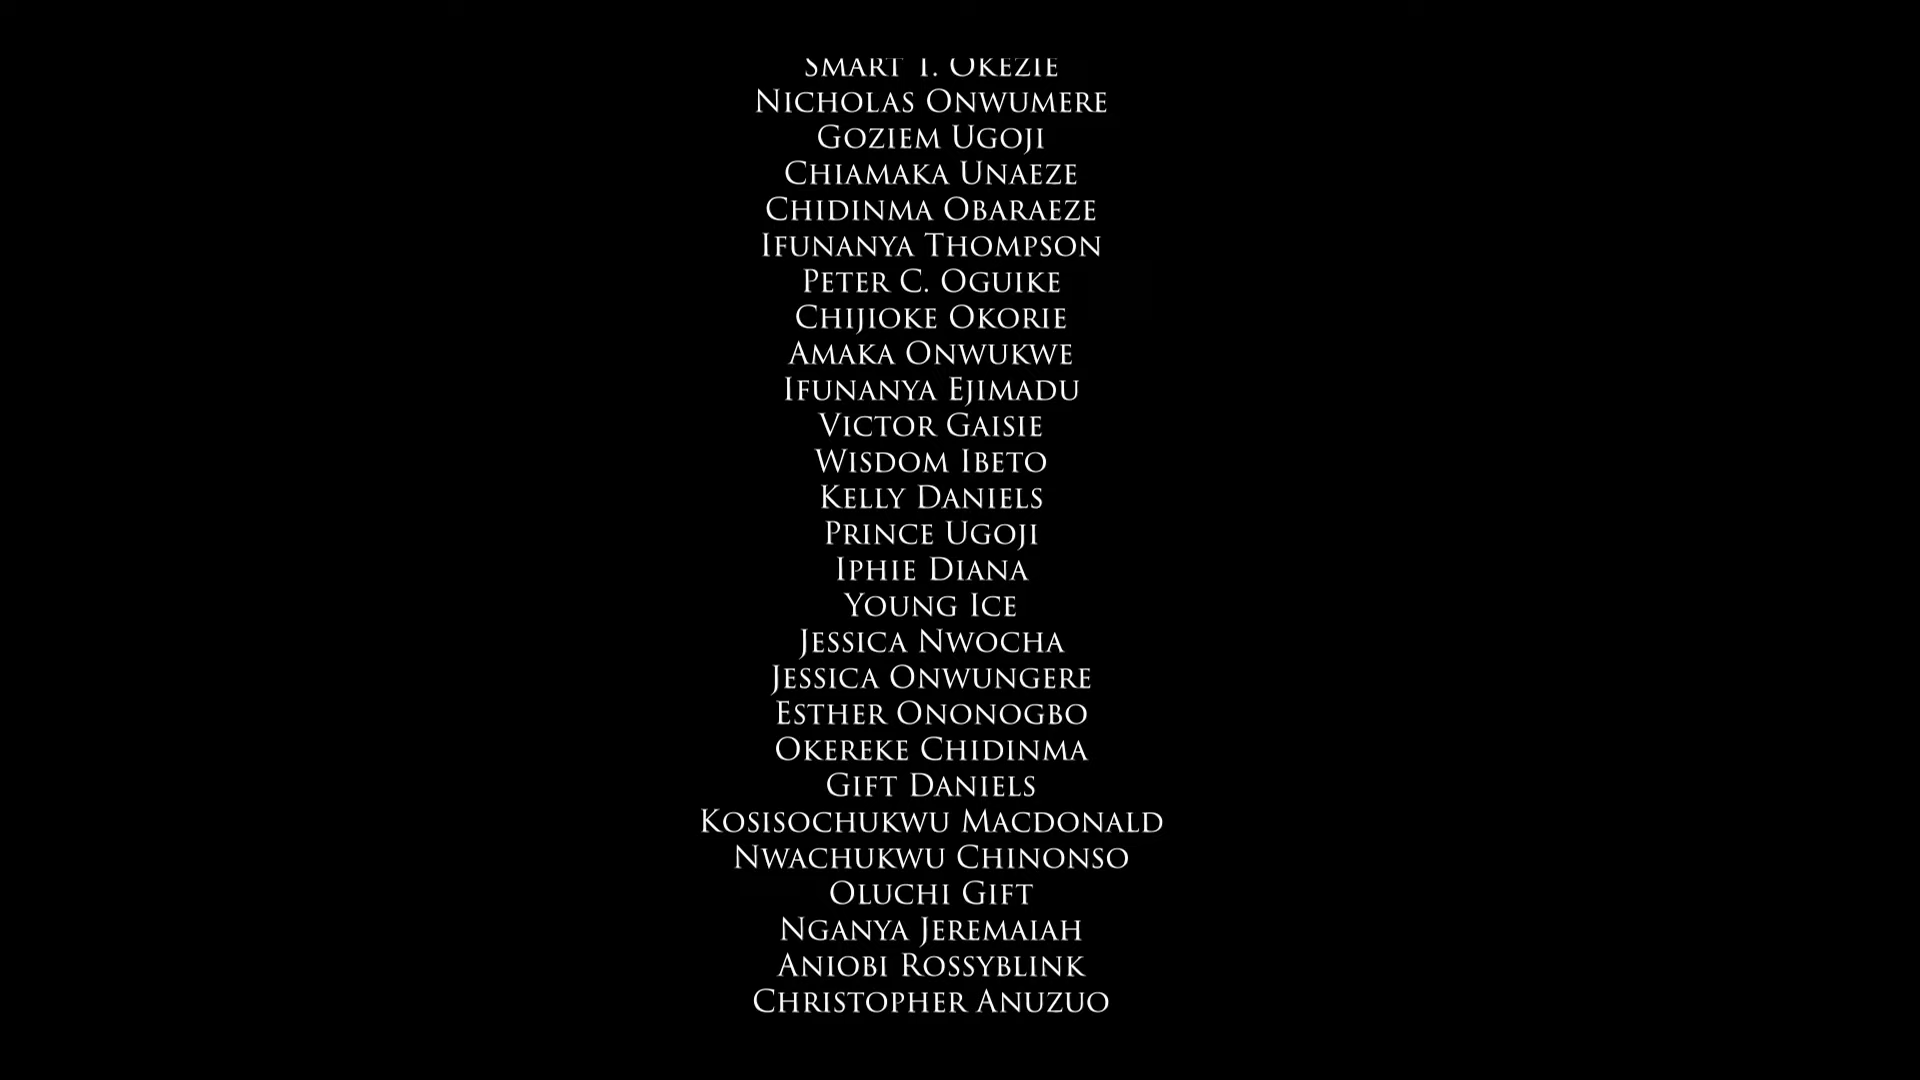 Nicholas Onwumere
Goziem Ugoji
Chiamaka Unaeze
Chidinma Obaraeze
Ifunanya Thompson
Peter C. Oguike
Chijioke Okorie
Amaka Onwukwe
Ifunanya Ejimadu
Victor Gaisie
Wisdom Ibeto
Kelly Daniels
Prince Ugoji
Iphie Diana
Young Ice
Jessica Nwocha
Jessica Onwungere
Esther Ononogbo
Okereke Chidinma
Gift Daniels
Kosisochukwu Macdonald
Nwachukwu Chinonso
Oluchi Gift
Nganya Jeremaiah
Aniobi Rossyblink
Christopher Anuzuo